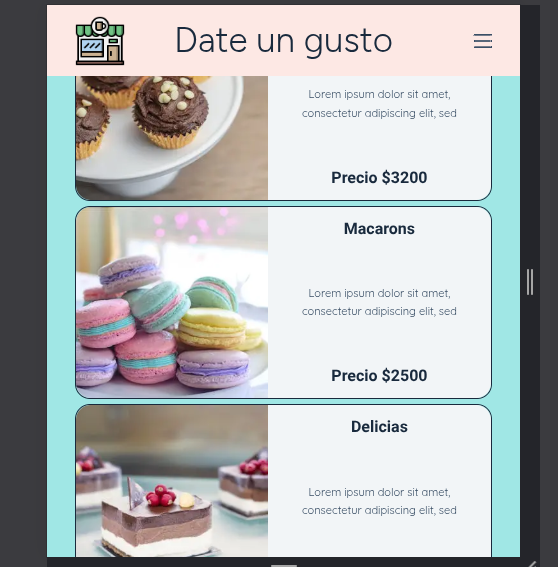 Date un gusto
Lorem ipsum dolor sit amet,
consectetur adipiscing elit, sed
Precio $3200
Macarons
Lorem ipsum dolor sit amet,
consectetur adipiscing elit, sed
Precio $2500
Delicias
Lorem ipsum dolor sit amet,
consectetur adipiscing elit, sed